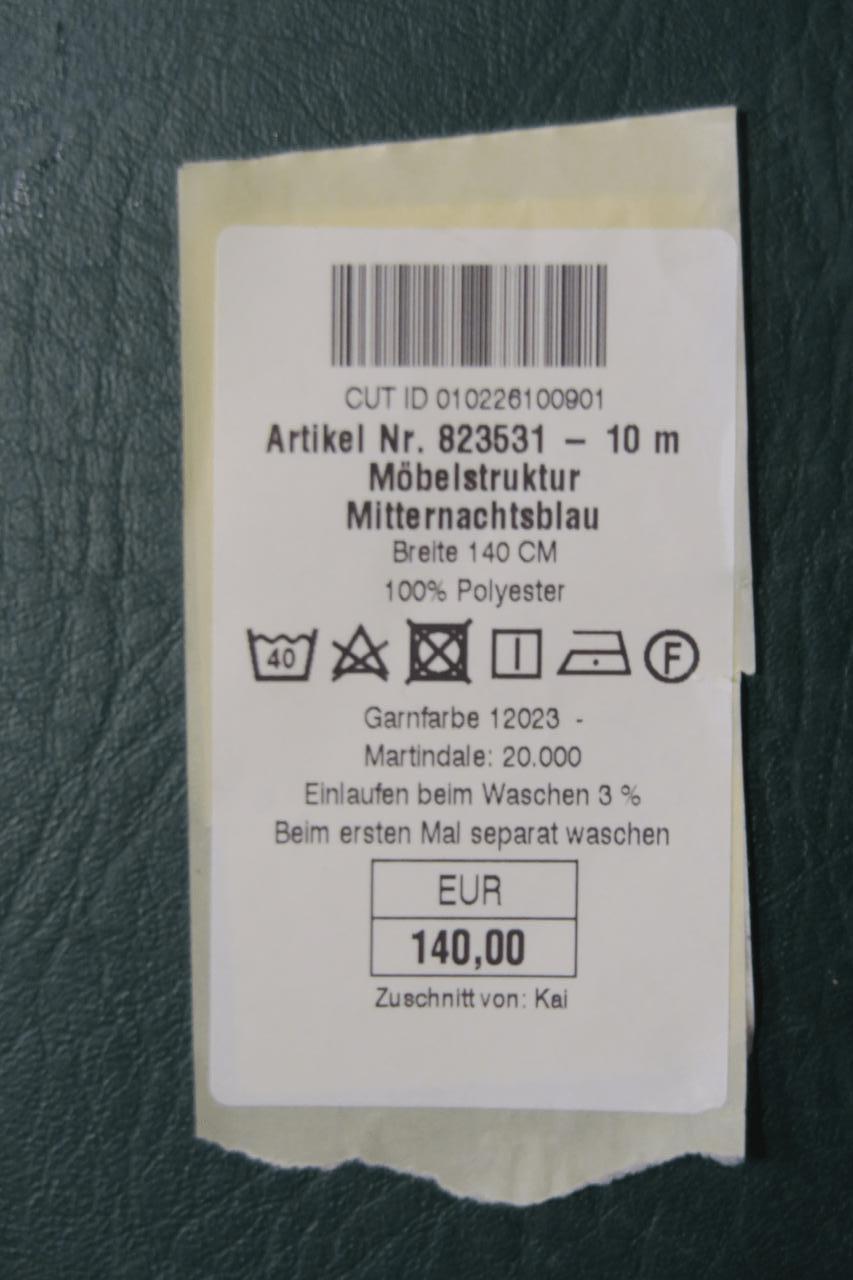 CUT ID 010226100901
Artikel Nr. 823531 – 10 m
Möbelstruktur
Mitternachtsblau
Breite 140 CM
100% Polyester
40 F
Garnfarbe 12023 -
Martindale: 20.000
Einlaufen beim Waschen 3 %
Beim ersten Mal separat waschen
EUR
140,00
Zuschnitt von: Kai